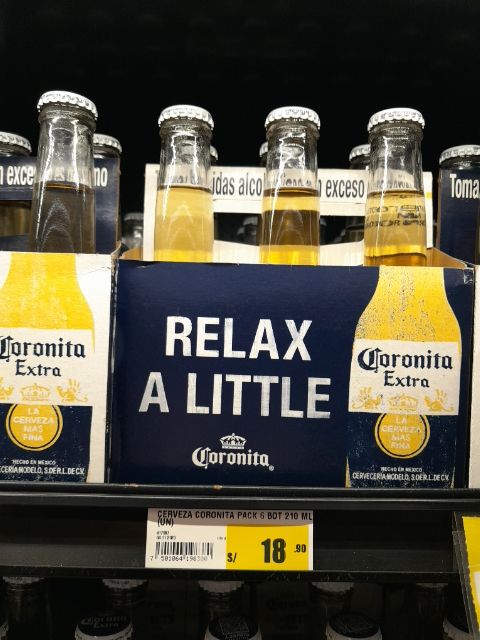 n exce
no
idas alco
n exceso
Toma
Coronita
Extra
LA
CERVEZA
MAS
FINA
HECHO EN MEXICO
CERVECERIA MODELO, S.DE R.L. DE C.V.
RELAX
A LITTLE
Coronita®
Coronita
Extra
LA
CERVEZA
MAS
FINA
HECHO EN MEXICO
CERVECERIA MODELO, S.DE R.L. DE C.V.
CERVEZA CORONITA PACK 6 BOT 210 ML
(UN)
S/ 18 .90